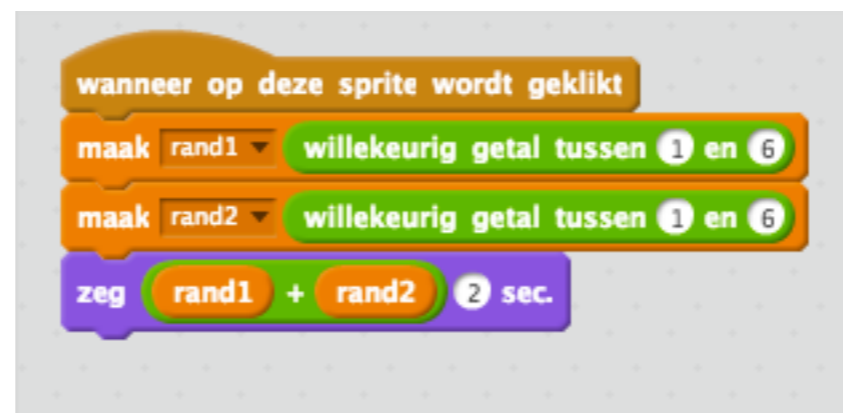 wanneer op deze sprite wordt geklikt
maak rand1 willekeurig getal tussen 1 en 6
maak rand2 willekeurig getal tussen 1 en 6
zeg rand1 + rand2 2 sec.